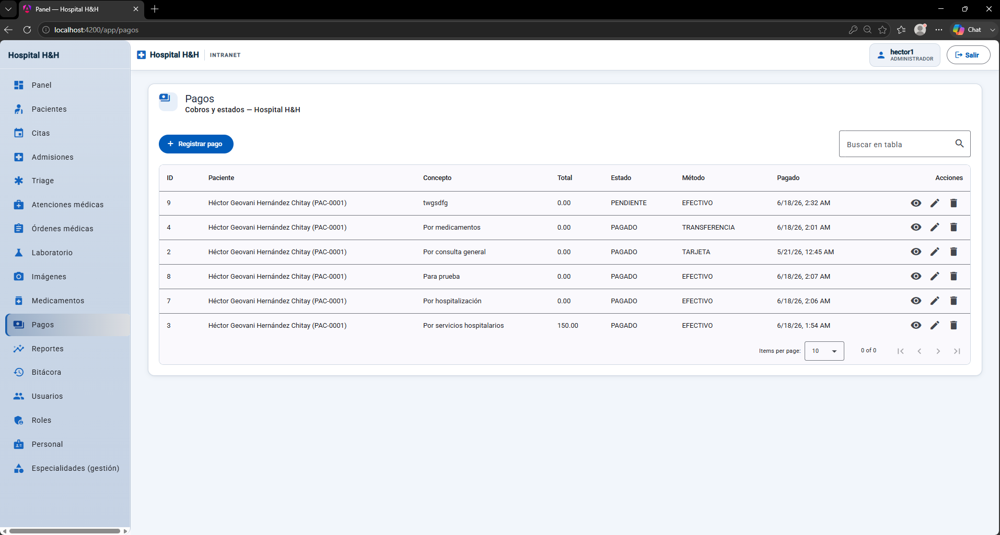 Panel — Hospital H&H
localhost:4200/app/pagos
Chat
Hospital H&H
Hospital H&H
INTRANET
hector1
ADMINISTRADOR
Salir
Panel
Pacientes
Citas
Admisiones
Triage
Atenciones médicas
Órdenes médicas
Laboratorio
Imágenes
Medicamentos
Pagos
Reportes
Bitácora
Usuarios
Roles
Personal
Especialidades (gestión)
Pagos
Cobros y estados — Hospital H&H
+ Registrar pago
Buscar en tabla
ID Paciente Concepto Total Estado Método Pagado Acciones
9 Héctor Geovani Hernández Chitay (PAC-0001) twgsdfg 0.00 PENDIENTE EFECTIVO 6/18/26, 2:32 AM
4 Héctor Geovani Hernández Chitay (PAC-0001) Por medicamentos 0.00 PAGADO TRANSFERENCIA 6/18/26, 2:01 AM
2 Héctor Geovani Hernández Chitay (PAC-0001) Por consulta general 0.00 PAGADO TARJETA 5/21/26, 12:45 AM
8 Héctor Geovani Hernández Chitay (PAC-0001) Para prueba 0.00 PAGADO EFECTIVO 6/18/26, 2:07 AM
7 Héctor Geovani Hernández Chitay (PAC-0001) Por hospitalización 0.00 PAGADO EFECTIVO 6/18/26, 2:06 AM
3 Héctor Geovani Hernández Chitay (PAC-0001) Por servicios hospitalarios 150.00 PAGADO EFECTIVO 6/18/26, 1:54 AM
Items per page: 10 0 of 0